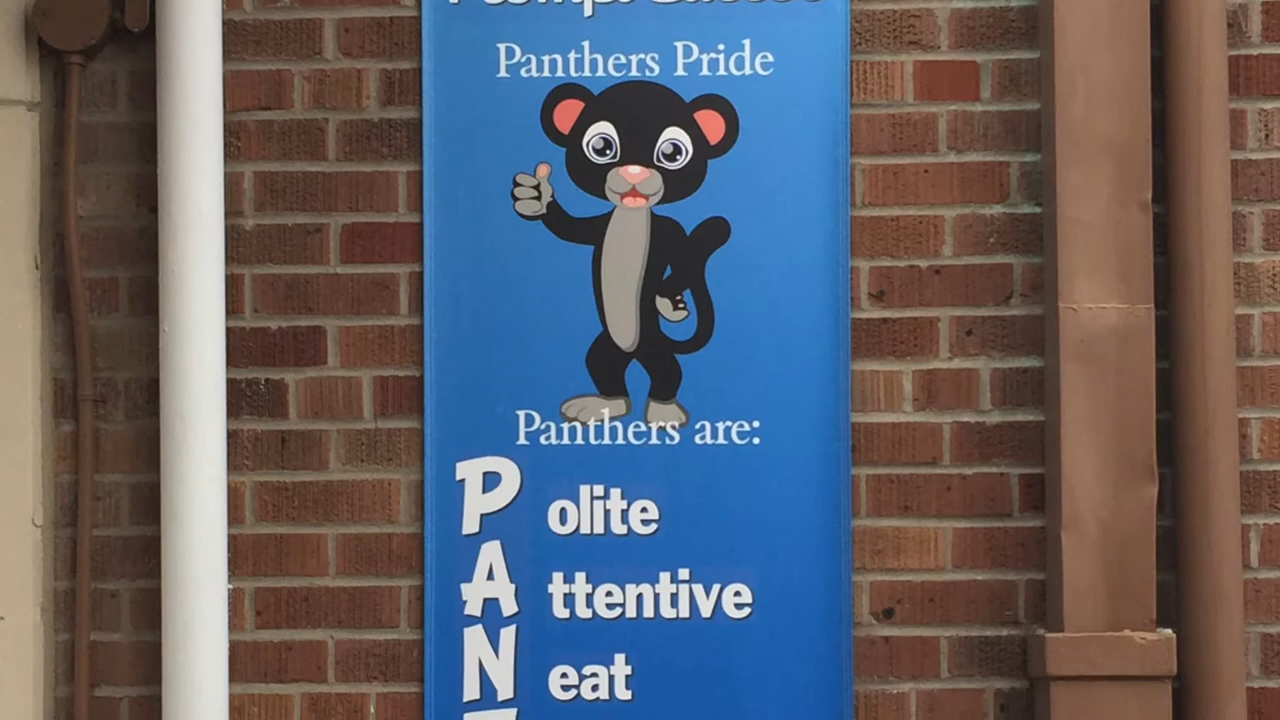 Panthers Pride
Panthers are:
Polite
Attentive
Neat